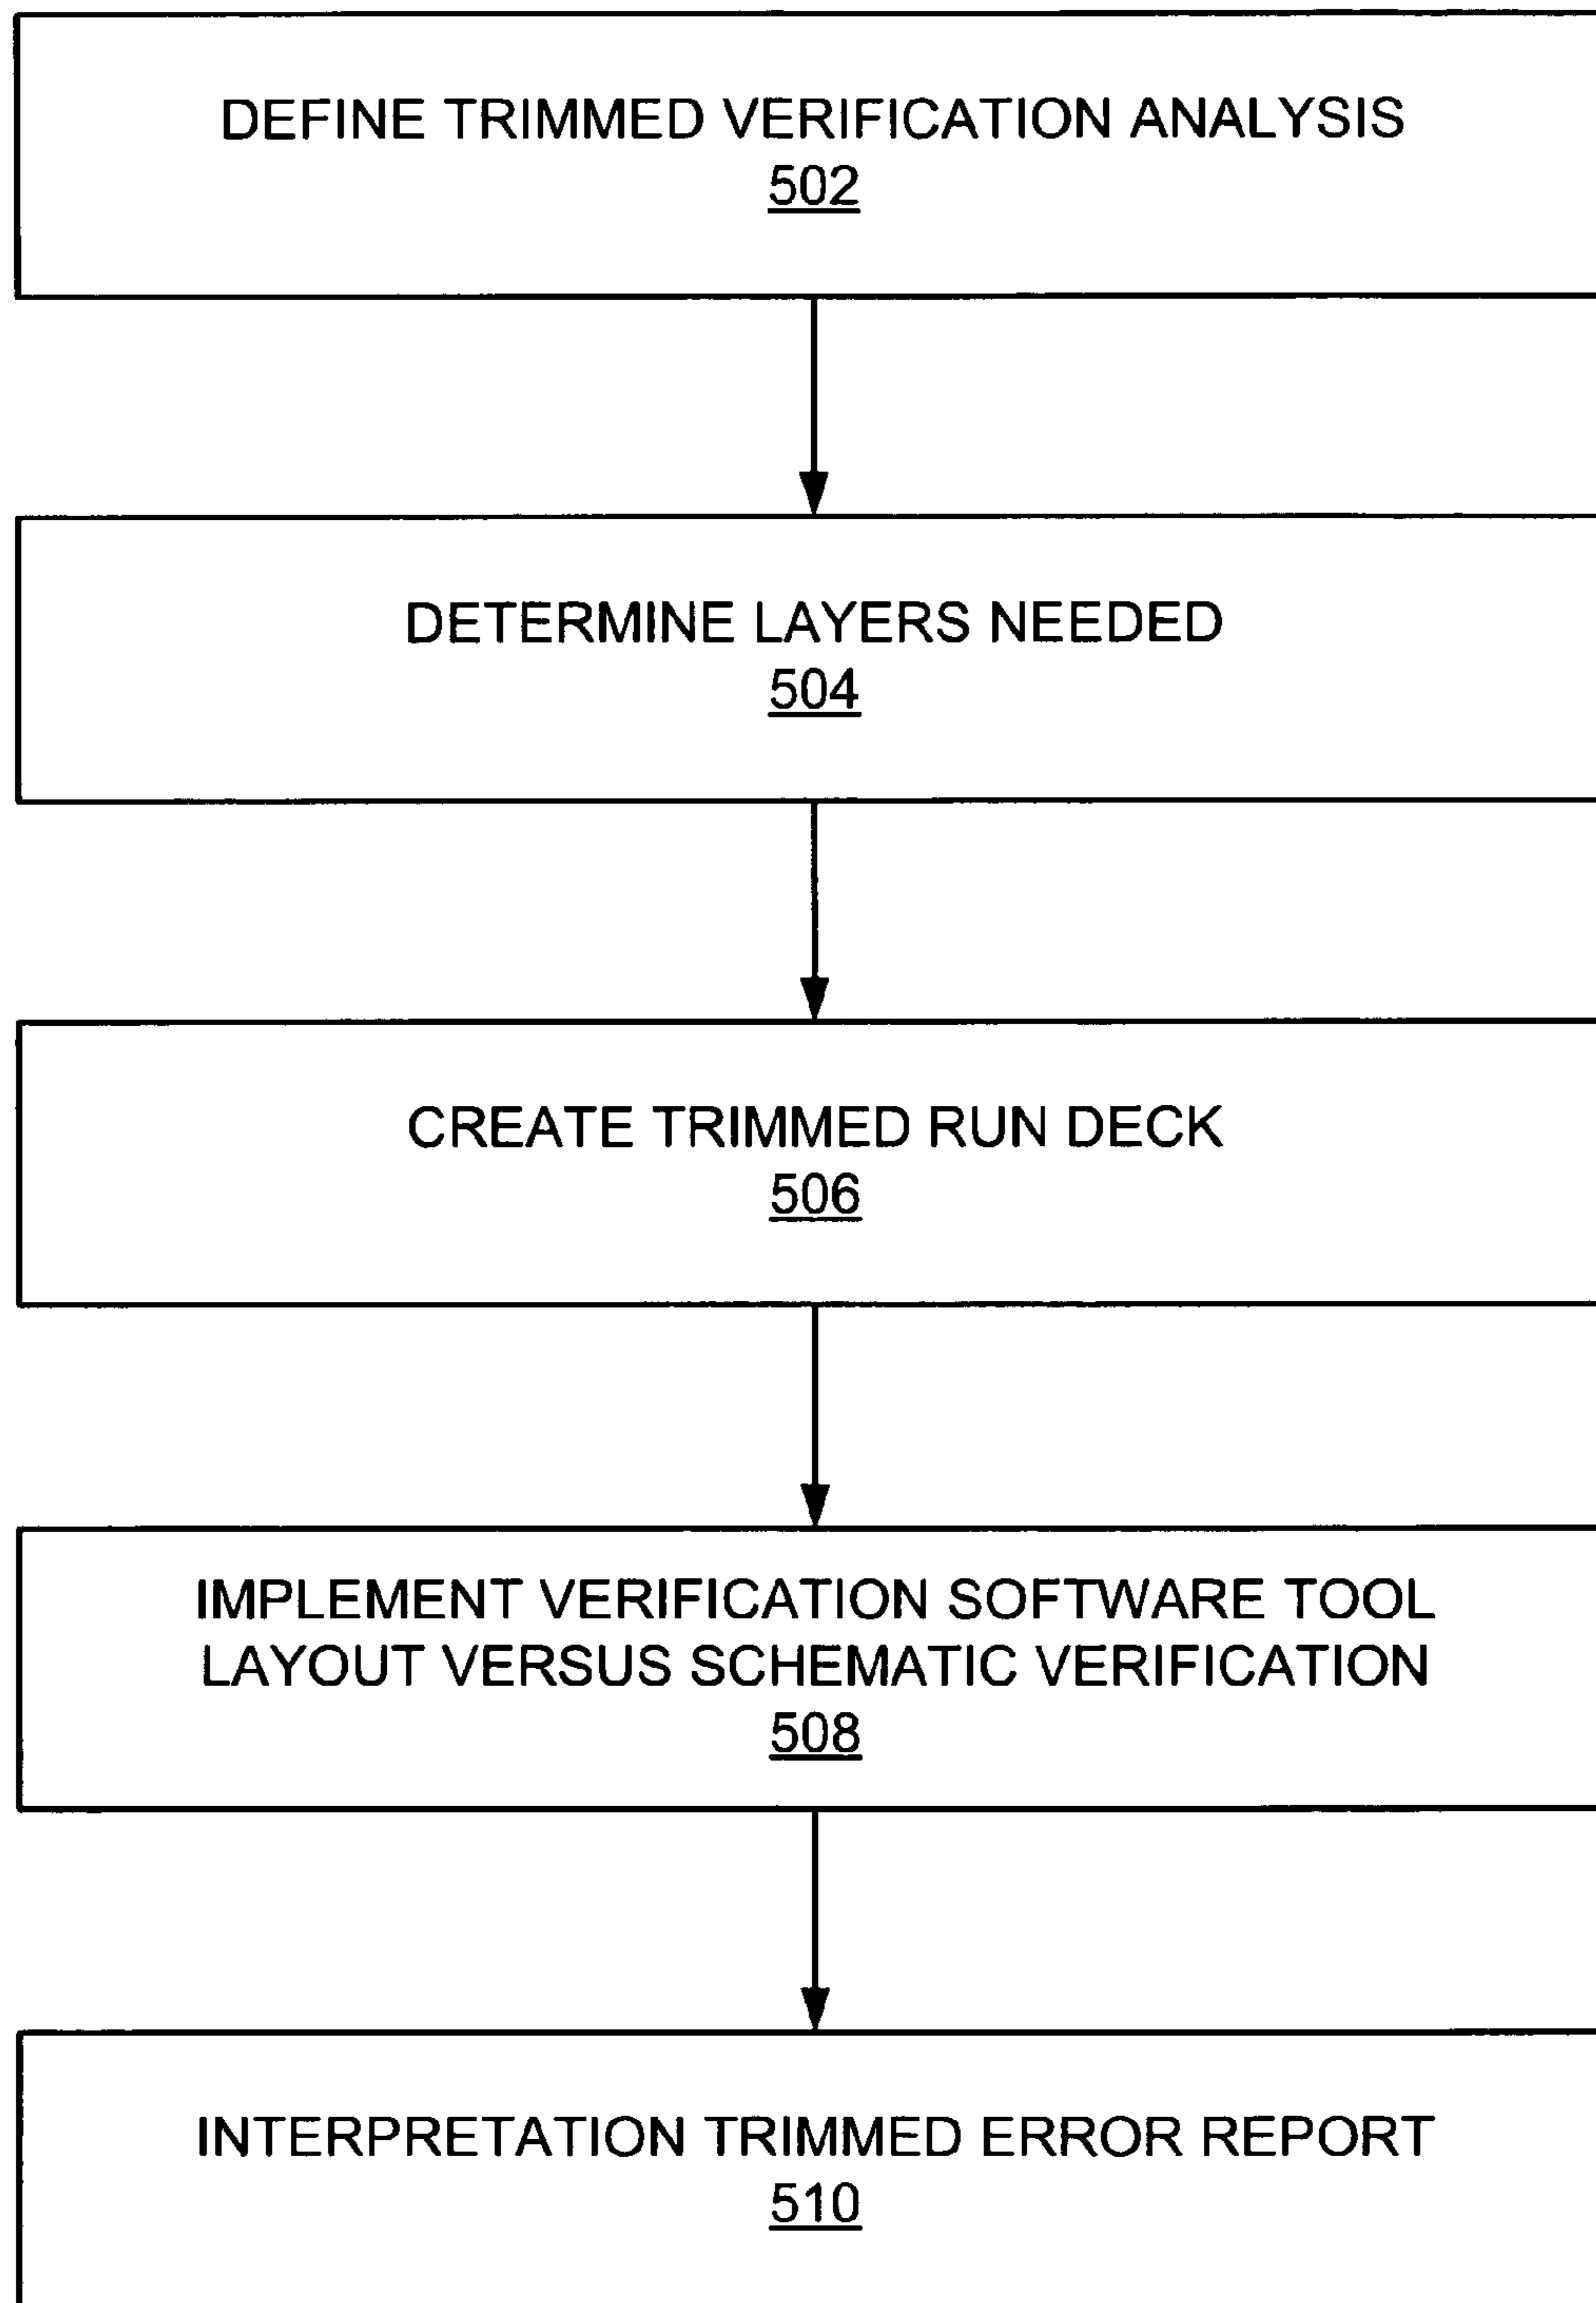 DEFINE TRIMMED VERIFICATION ANALYSIS
502
DETERMINE LAYERS NEEDED
504
CREATE TRIMMED RUN DECK
506
IMPLEMENT VERIFICATION SOFTWARE TOOL
LAYOUT VERSUS SCHEMATIC VERIFICATION
508
INTERPRETATION TRIMMED ERROR REPORT
510